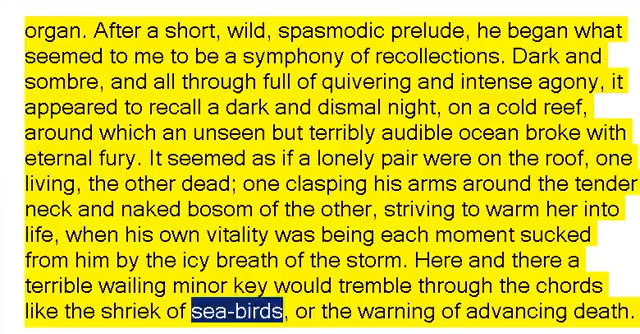 organ. After a short, wild, spasmodic prelude, he began what
seemed to me to be a symphony of recollections. Dark and
sombre, and all through full of quivering and intense agony, it
appeared to recall a dark and dismal night, on a cold reef,
around which an unseen but terribly audible ocean broke with
eternal fury. It seemed as if a lonely pair were on the roof, one
living, the other dead; one clasping his arms around the tender
neck and naked bosom of the other, striving to warm her into
life, when his own vitality was being each moment sucked
from him by the icy breath of the storm. Here and there a
terrible wailing minor key would tremble through the chords
like the shriek of sea-birds, or the warning of advancing death.